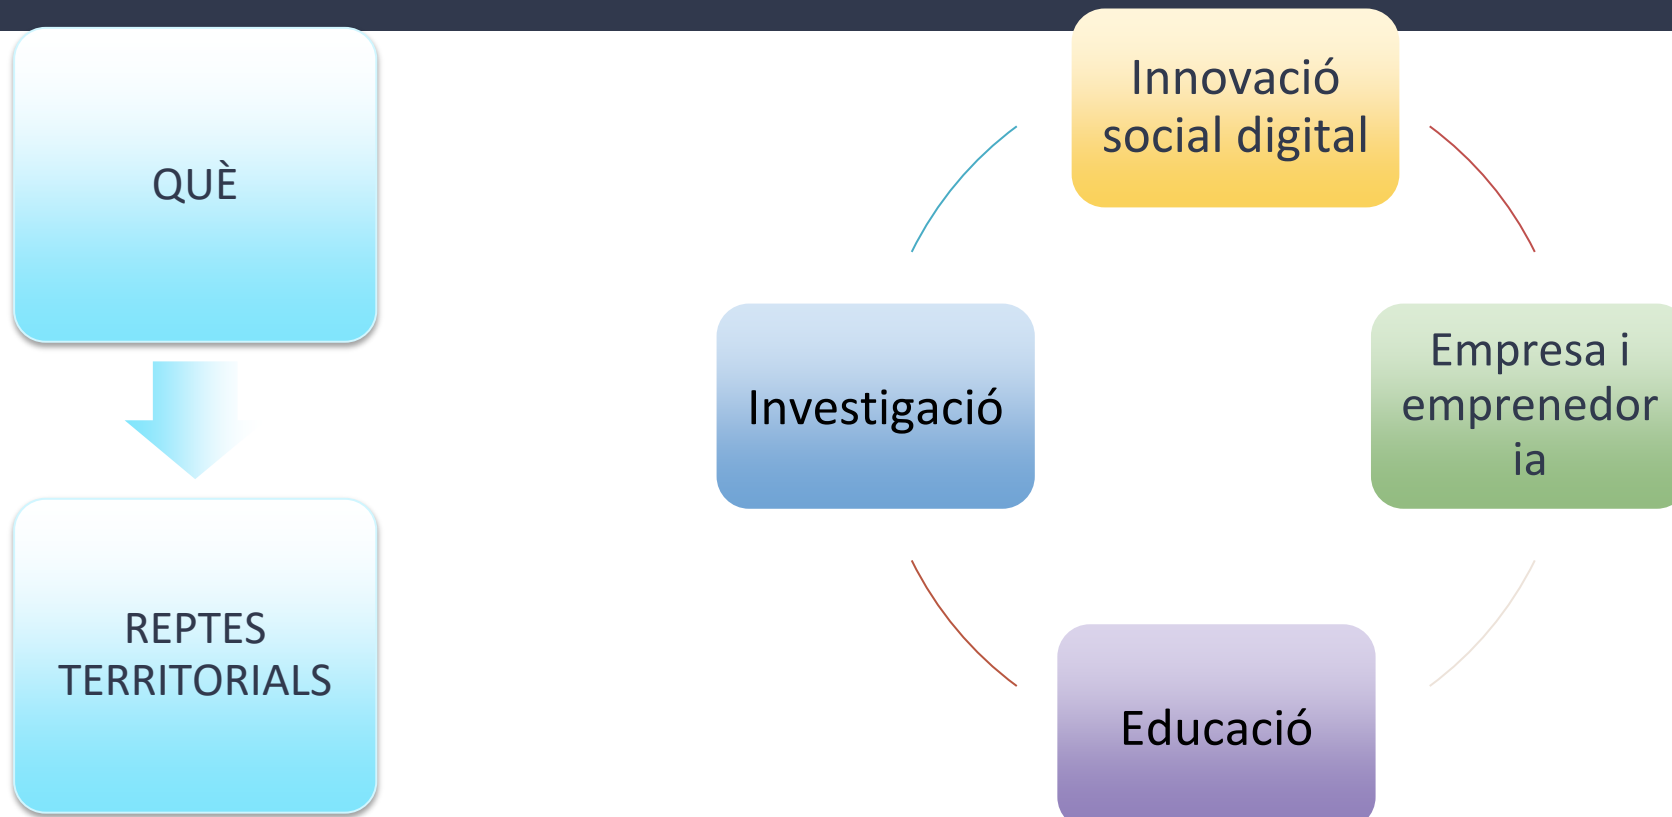 QUÈ
REPTES
TERRITORIALS
Innovació
social digital
Investigació
Empresa i
emprenedor
ia
Educació